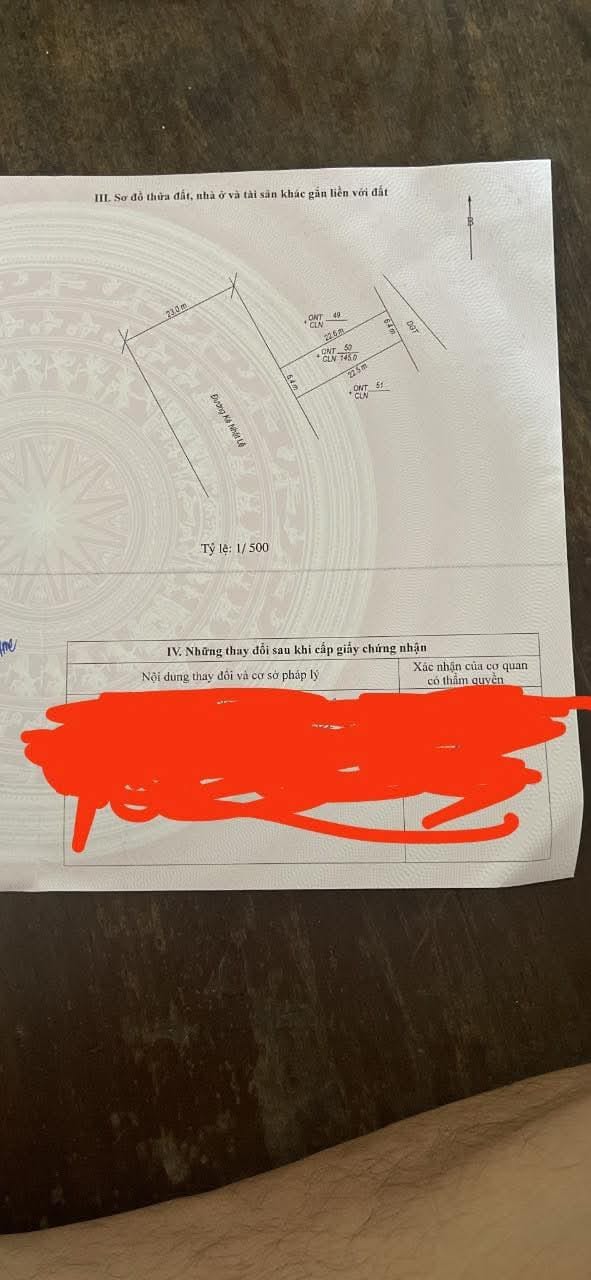 III. Sơ đồ thửa đất, nhà ở và tài sản khác gắn liền với đất
B
23.0 m
ONT 49
CLN
22.6 m
6.4 m
DGT
ONT 50
CLN 145.0
22.5 m
6.4 m
ONT 51
CLN
Tỷ lệ: 1/ 500
IV. Những thay đổi sau khi cấp giấy chứng nhận
Nội dung thay đổi và cơ sở pháp lý
Xác nhận của cơ quan
có thẩm quyền